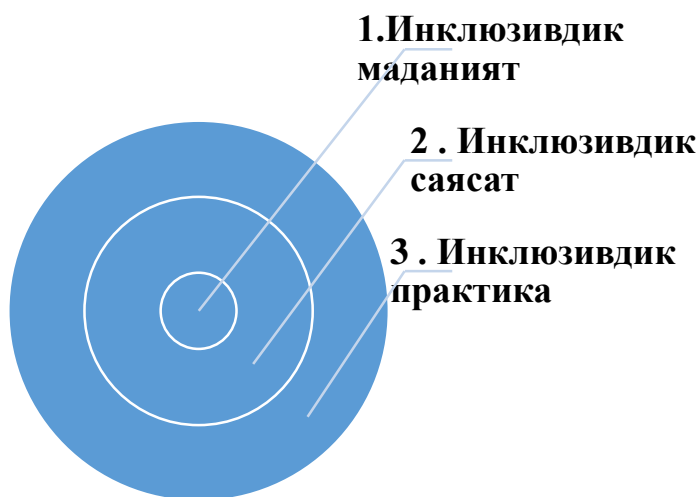 1.Инклюзивдик
маданият
2 . Инклюзивдик
саясат
3 . Инклюзивдик
практика